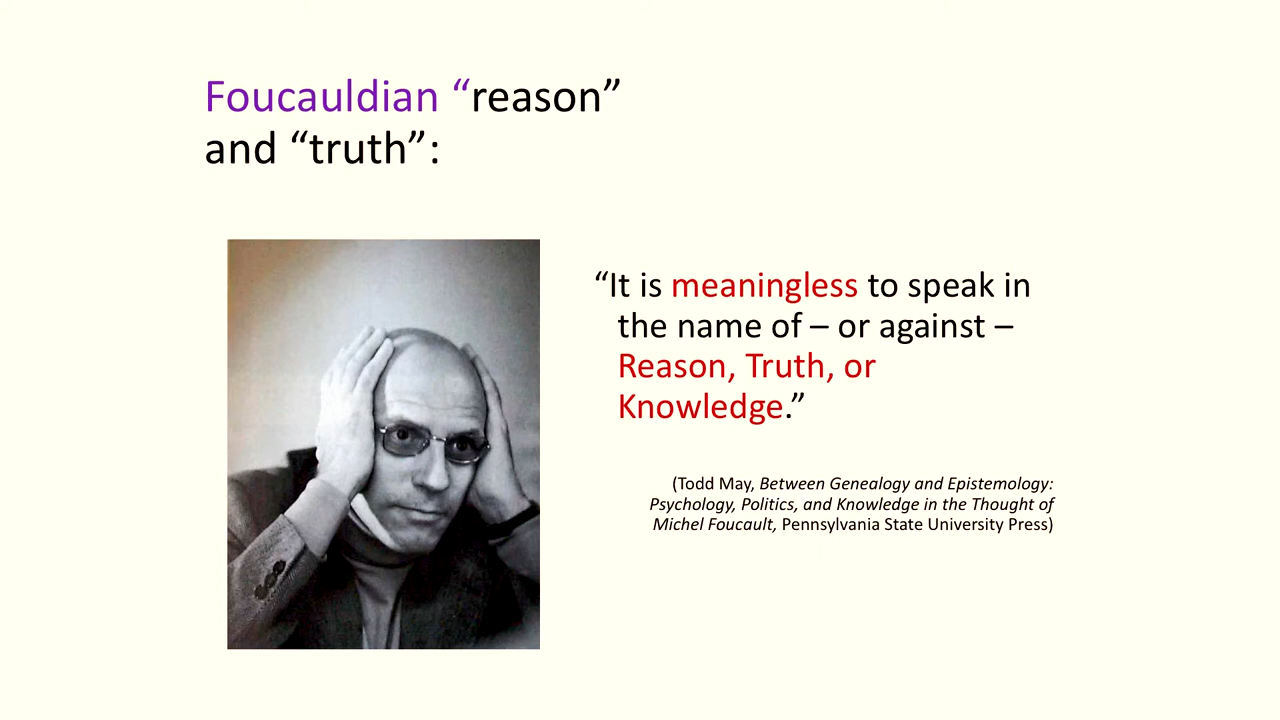 Foucauldian “reason”
and “truth”:
“It is meaningless to speak in
the name of – or against –
Reason, Truth, or
Knowledge.”
(Todd May, Between Genealogy and Epistemology:
Psychology, Politics, and Knowledge in the Thought of
Michel Foucault, Pennsylvania State University Press)